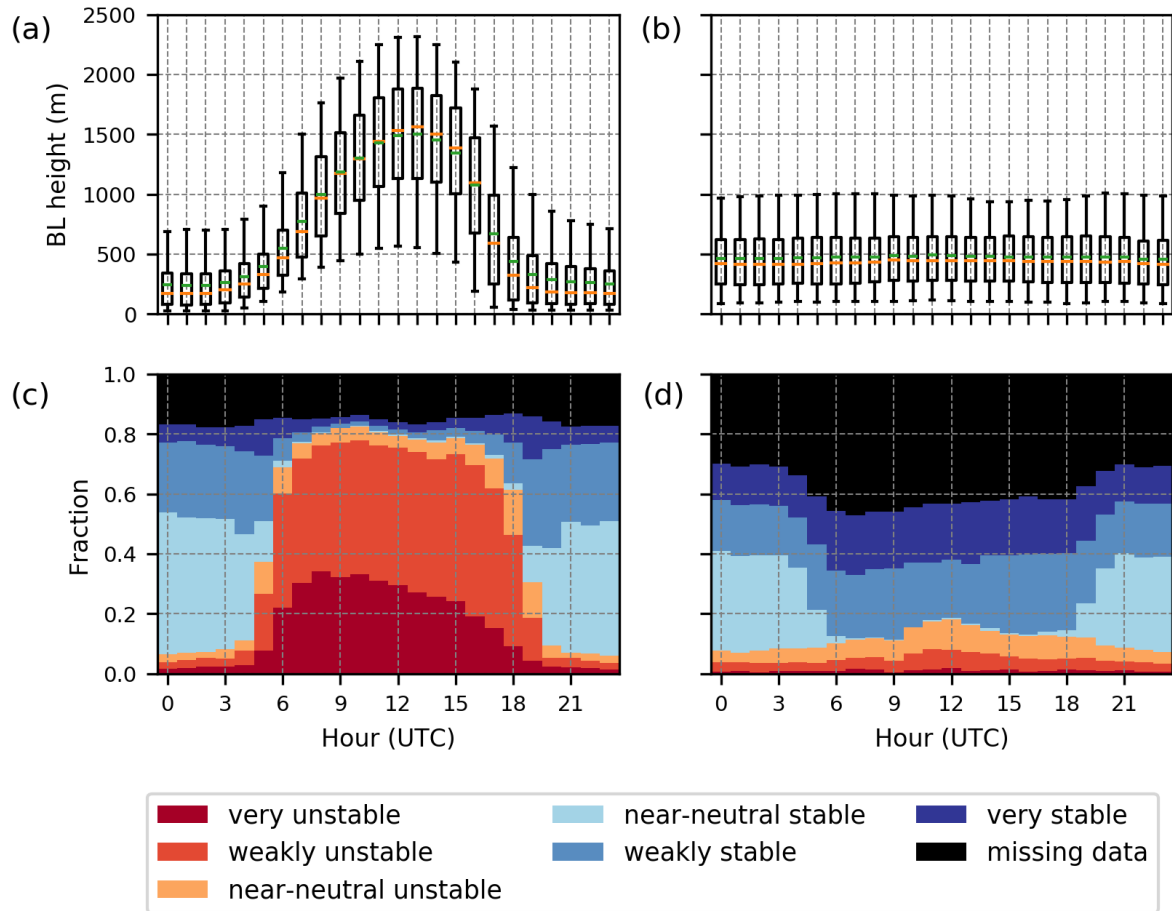 (a)
(b)
BL height (m)
2500
2000
1500
1000
500
0
(c)
(d)
Fraction
1.0
0.8
0.6
0.4
0.2
0.0
0 3 6 9 12 15 18 21
0 3 6 9 12 15 18 21
Hour (UTC)
Hour (UTC)
very unstable
weakly unstable
near-neutral unstable
near-neutral stable
weakly stable
very stable
missing data